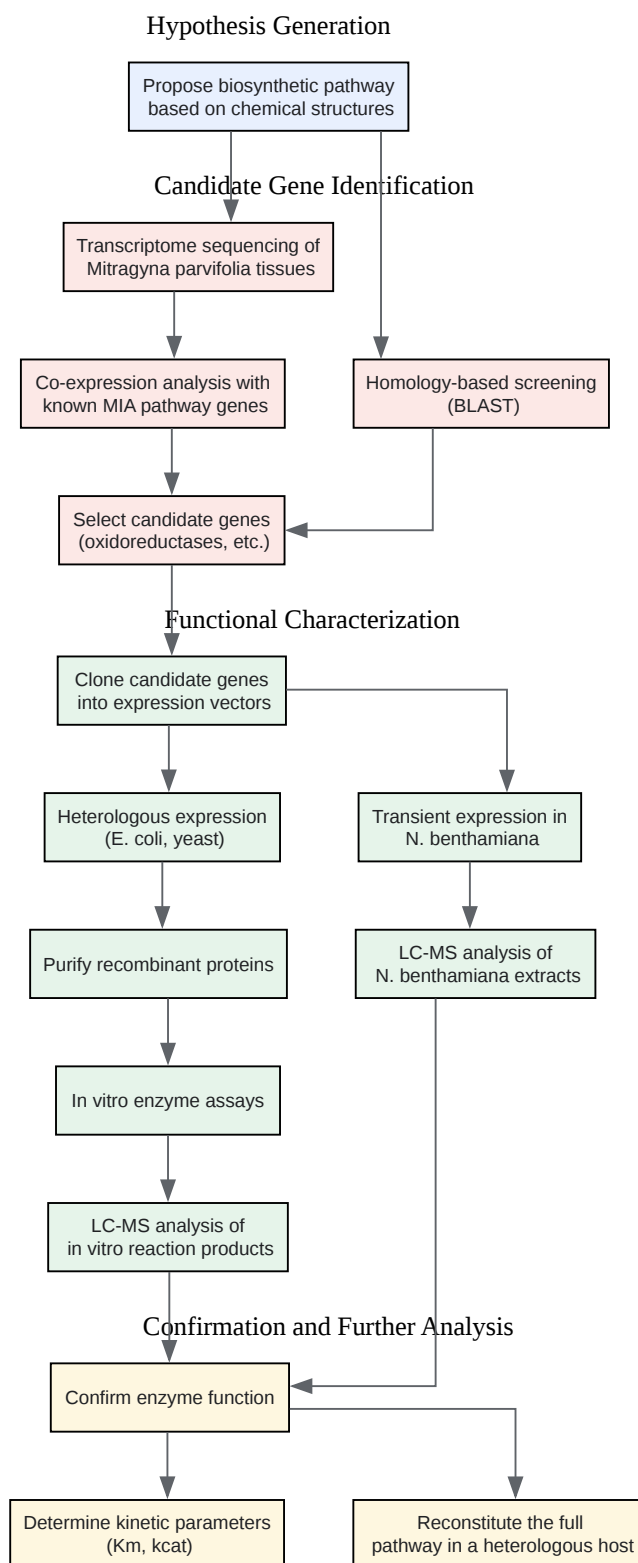 Hypothesis Generation
Propose biosynthetic pathway
based on chemical structures
Candidate Gene Identification
Transcriptome sequencing of
Mitragyna parvifolia tissues
Co-expression analysis with
known MIA pathway genes
Homology-based screening
(BLAST)
Select candidate genes
(oxidoreductases, etc.)
Functional Characterization
Clone candidate genes
into expression vectors
Heterologous expression
(E. coli, yeast)
Transient expression in
N. benthamiana
Purify recombinant proteins
LC-MS analysis of
N. benthamiana extracts
In vitro enzyme assays
LC-MS analysis of
in vitro reaction products
Confirmation and Further Analysis
Confirm enzyme function
Determine kinetic parameters
(Km, kcat)
Reconstitute the full
pathway in a heterologous host